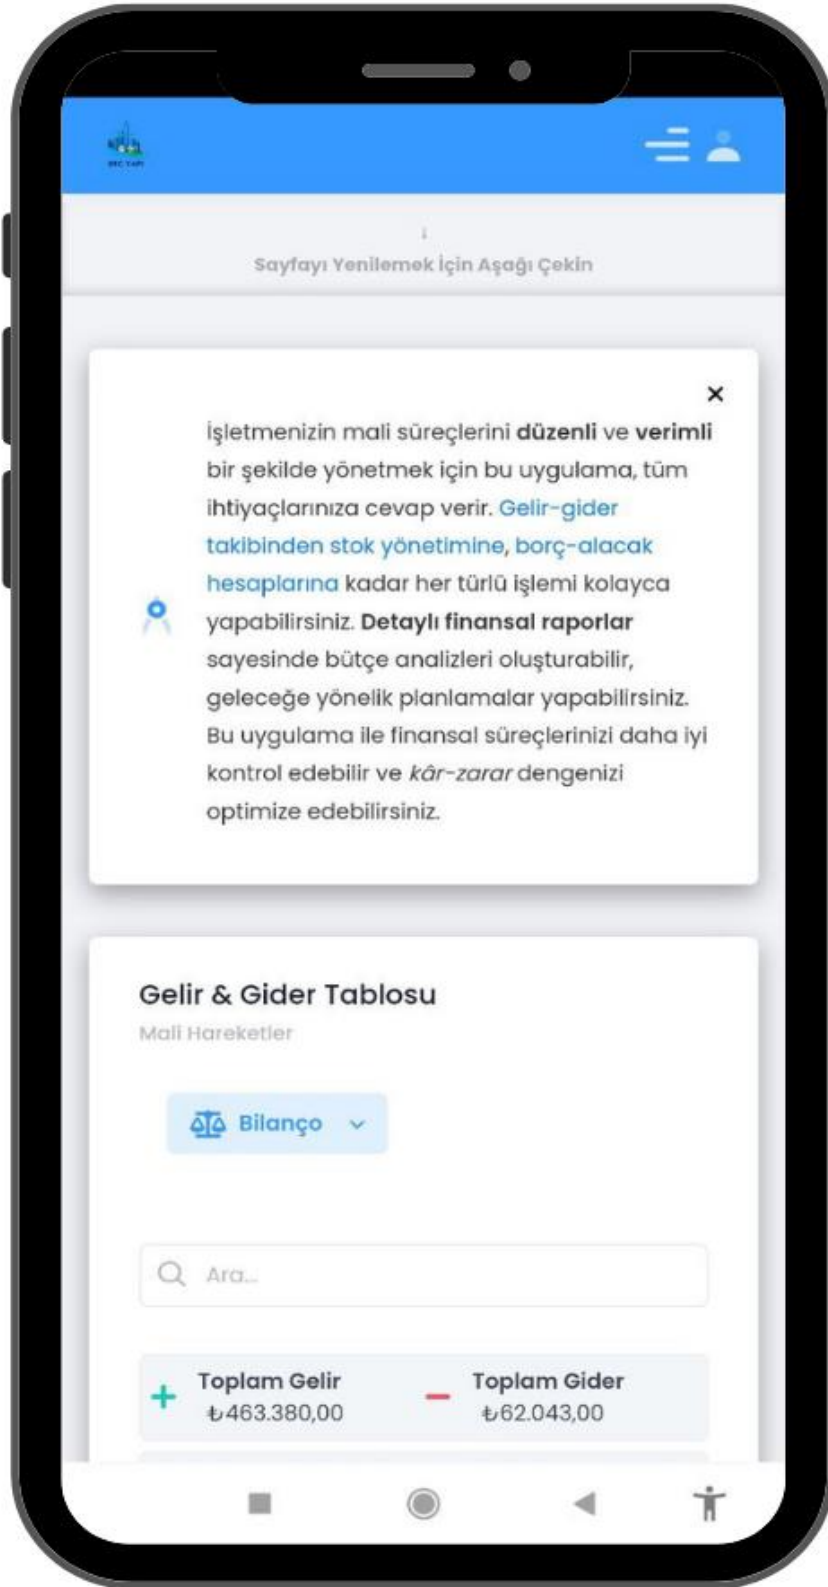 Sayfayı Yenilemek İçin Aşağı Çekin
İşletmenizin mali süreçlerini düzenli ve verimli
bir şekilde yönetmek için bu uygulama, tüm
ihtiyaçlarınıza cevap verir. Gelir-gider
takibinden stok yönetimine, borç-alacak
hesaplarına kadar her türlü işlemi kolayca
yapabilirsiniz. Detaylı finansal raporlar
sayesinde bütçe analizleri oluşturabilir,
geleceğe yönelik planlamalar yapabilirsiniz.
Bu uygulama ile finansal süreçlerinizi daha iyi
kontrol edebilir ve kâr-zarar dengenizi
optimize edebilirsiniz.
Gelir & Gider Tablosu
Mali Hareketler
Bilanço
Ara...
Toplam Gelir
₺463.380,00
Toplam Gider
₺62.043,00